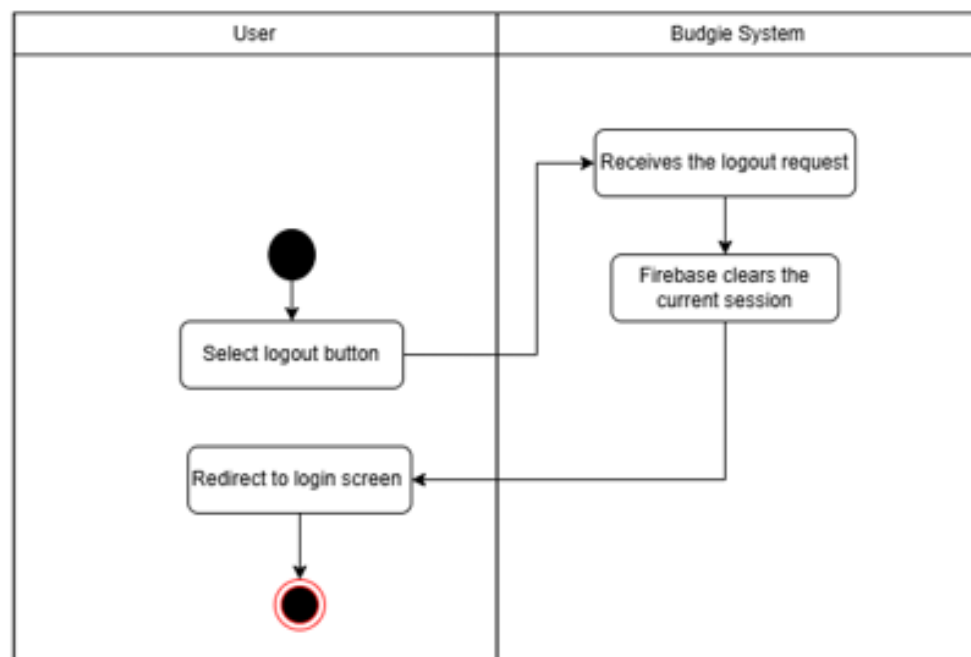 User
Budgie System
Receives the logout request
Firebase clears the
current session
Select logout button
Redirect to login screen